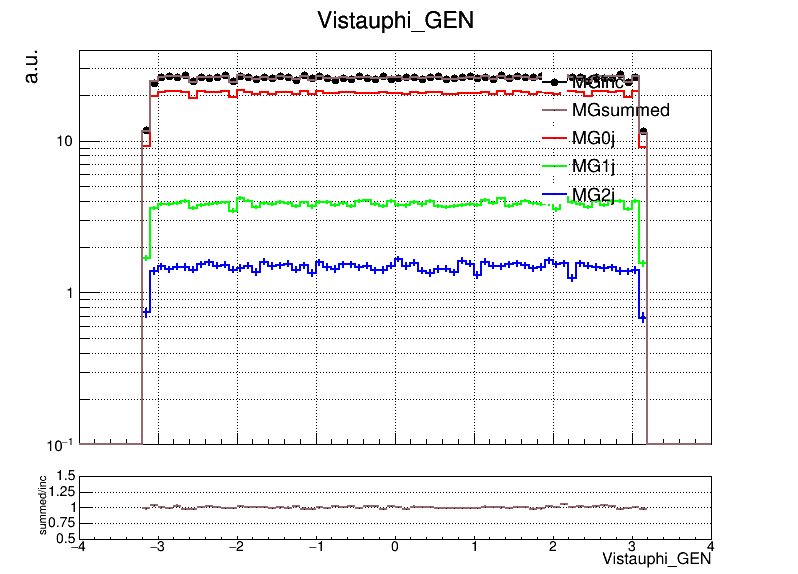 Vistauphi_GEN
a.u.
MGinc
MGsummed
MG0j
MG1j
MG2j
10
1
10⁻¹
summed/inc
1.5
1.25
1
0.75
0.5
−4 −3 −2 −1 0 1 2 3 4
Vistauphi_GEN